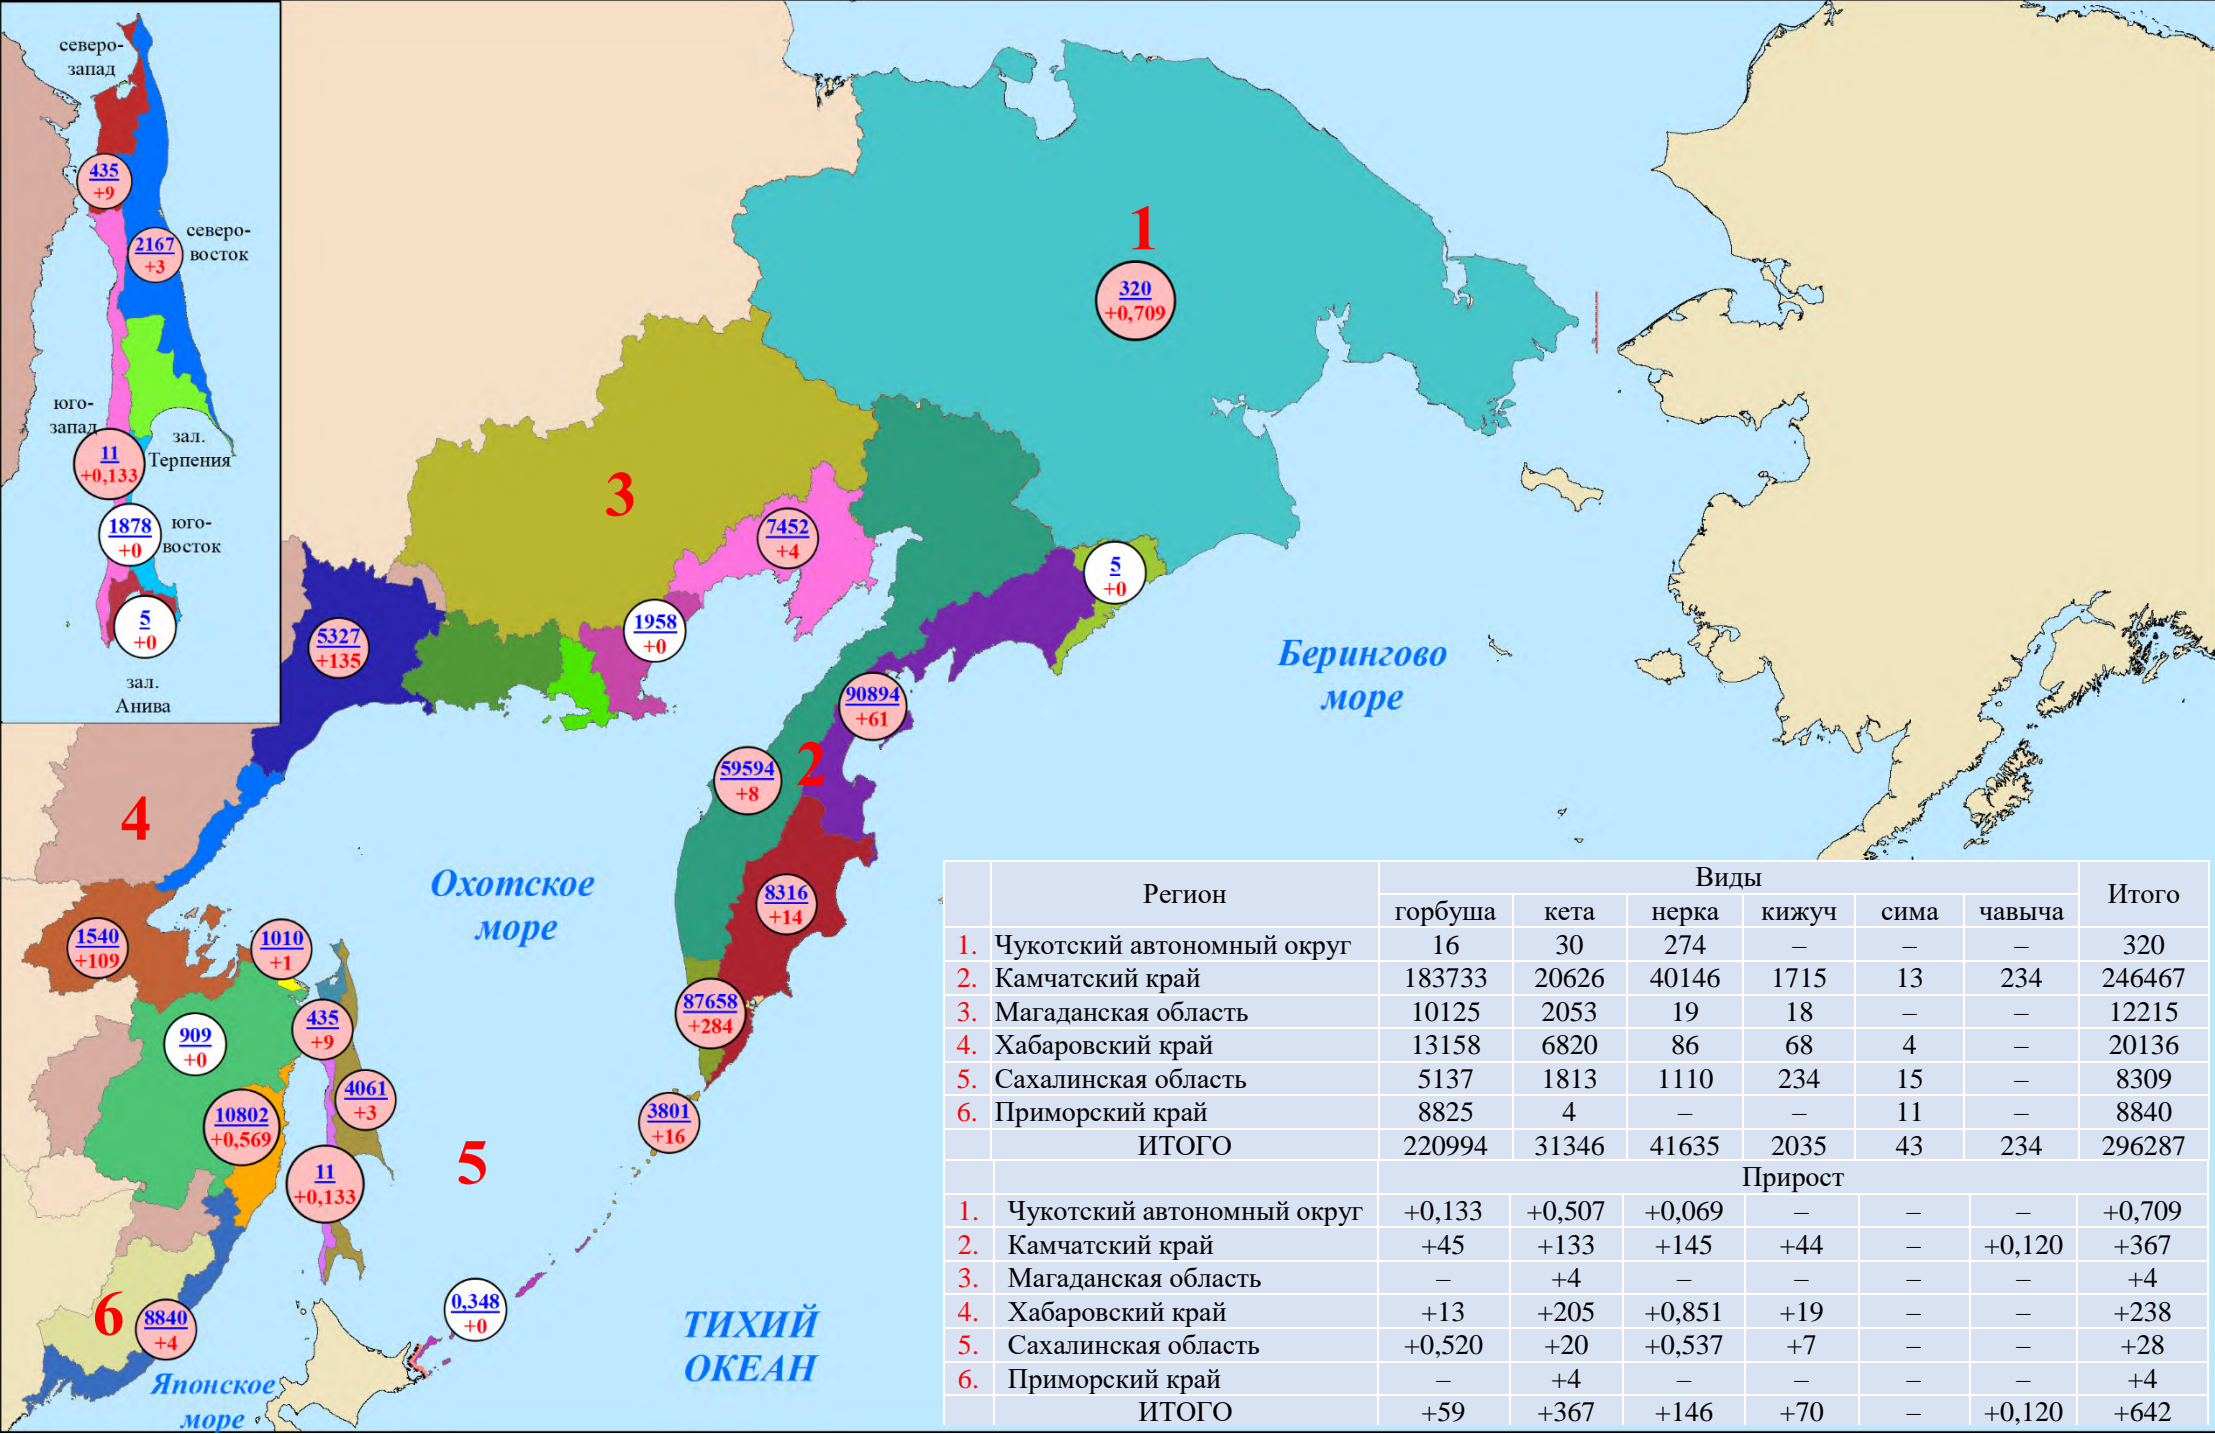 северо-
запад
435
+9
северо-
восток
2167
+3
юго-
запад
зал.
Терпения
11
+0,133
1878
+0
юго-
восток
5
+0
зал.
Анива
1
320
+0,709
3
7452
+4
5
+0
1958
+0
5327
+135
Берингово
море
90894
+61
2
59594
+8
4
Охотское
море
8316
+14
1540
+109
1010
+1
87658
+284
435
+9
909
+0
4061
+3
10802
+0,569
3801
+16
5
11
+0,133
6
8840
+4
0,348
+0
ТИХИЙ
ОКЕАН
Японское
море
Регион Виды Итого
горбуша кета нерка кижуч сима чавыча
1. Чукотский автономный округ 16 30 274 – – – 320
2. Камчатский край 183733 20626 40146 1715 13 234 246467
3. Магаданская область 10125 2053 19 18 – – 12215
4. Хабаровский край 13158 6820 86 68 4 – 20136
5. Сахалинская область 5137 1813 1110 234 15 – 8309
6. Приморский край 8825 4 – – 11 – 8840
ИТОГО 220994 31346 41635 2035 43 234 296287
Прирост
1. Чукотский автономный округ +0,133 +0,507 +0,069 – – – +0,709
2. Камчатский край +45 +133 +145 +44 – +0,120 +367
3. Магаданская область – +4 – – – – +4
4. Хабаровский край +13 +205 +0,851 +19 – – +238
5. Сахалинская область +0,520 +20 +0,537 +7 – – +28
6. Приморский край – +4 – – – – +4
ИТОГО +59 +367 +146 +70 – +0,120 +642